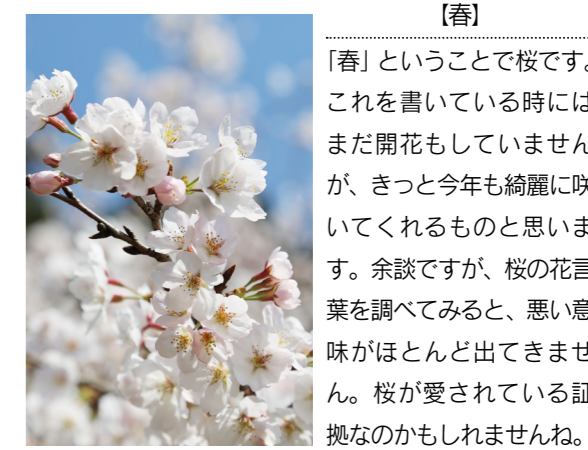 【春】
「春」ということで桜です。
これを書いている時には
まだ開花もしていません
が、きっと今年も綺麗に咲
いてくれるものと思いま
す。余談ですが、桜の花言
葉を調べてみると、悪い意
味がほとんど出てきませ
ん。桜が愛されている証
拠なのかもしれませんね。